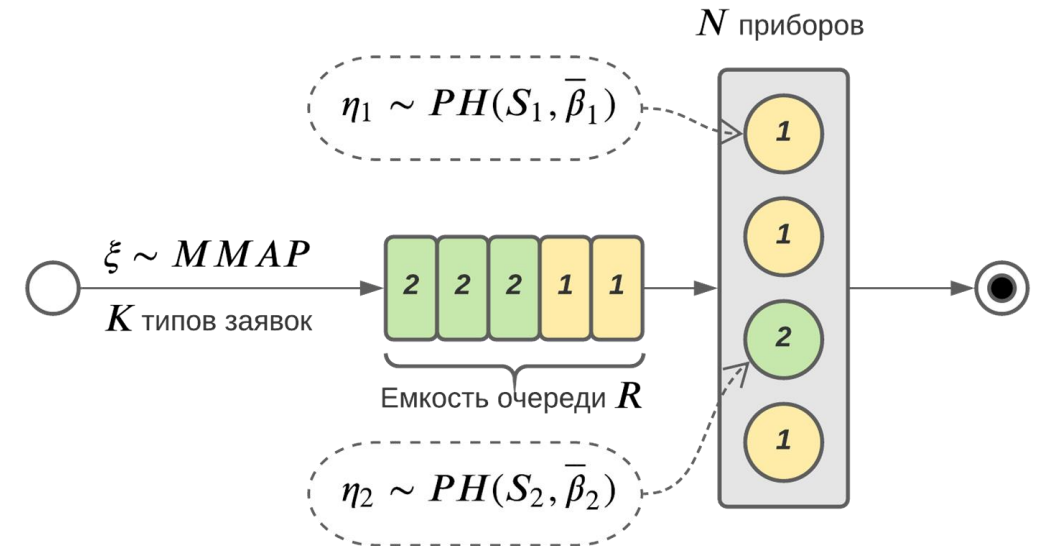 N приборов
η₁ ~ PH(S₁, β̅₁)
1
1
ξ ~ MMAP
2 2 2 1 1
K типов заявок
2
Емкость очереди R
1
η₂ ~ PH(S₂, β̅₂)